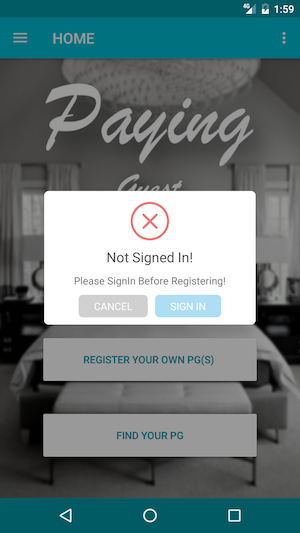 4G 1:59
HOME
Paying
Guest
Not Signed In!
Please SignIn Before Registering!
CANCEL SIGN IN
REGISTER YOUR OWN PG(S)
FIND YOUR PG